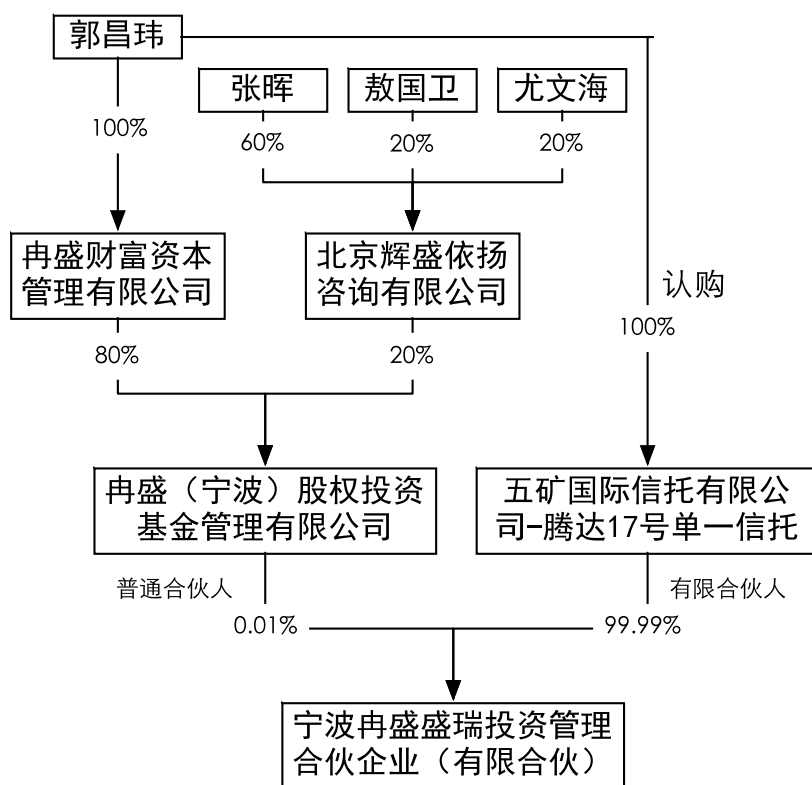 郭昌玮
张晖
敖国卫
尤文海
100%
60%
20%
20%
冉盛财富资本
管理有限公司
北京辉盛依扬
咨询有限公司
认购
100%
80%
20%
冉盛（宁波）股权投资
基金管理有限公司
五矿国际信托有限公
司-腾达17号单一信托
普通合伙人
有限合伙人
0.01%
99.99%
宁波冉盛盛瑞投资管理
合伙企业（有限合伙）